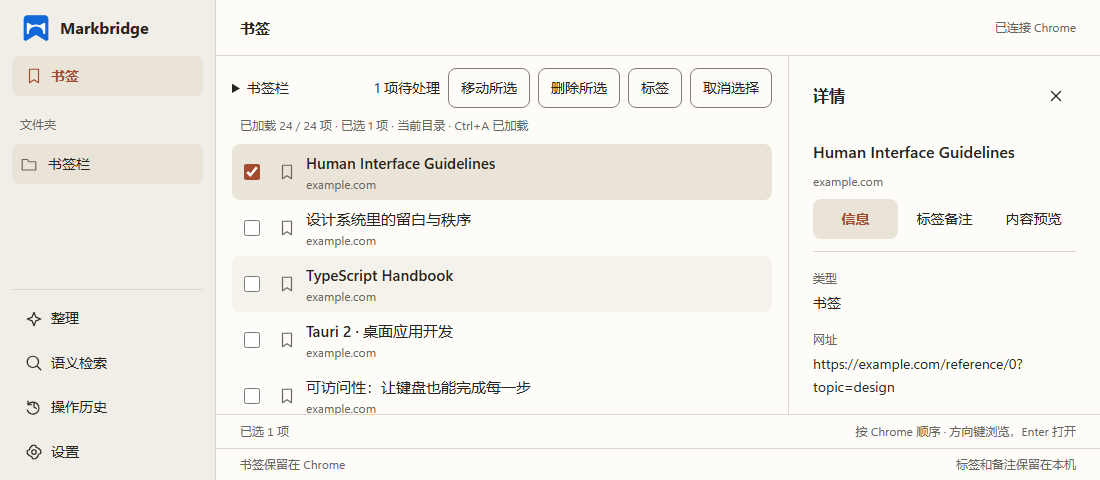 Markbridge
书签
文件夹
书签栏
整理
语义检索
操作历史
设置
书签
已连接 Chrome
书签栏
1 项待处理
移动所选
删除所选
标签
取消选择
已加载 24 / 24 项 · 已选 1 项 · 当前目录 · Ctrl+A 已加载
Human Interface Guidelines
example.com
设计系统里的留白与秩序
example.com
TypeScript Handbook
example.com
Tauri 2 · 桌面应用开发
example.com
可访问性：让键盘也能完成每一步
example.com
详情
Human Interface Guidelines
example.com
信息
标签备注
内容预览
类型
书签
网址
https://example.com/reference/0?
topic=design
已选 1 项
按 Chrome 顺序 · 方向键浏览，Enter 打开
书签保留在 Chrome
标签和备注保留在本机